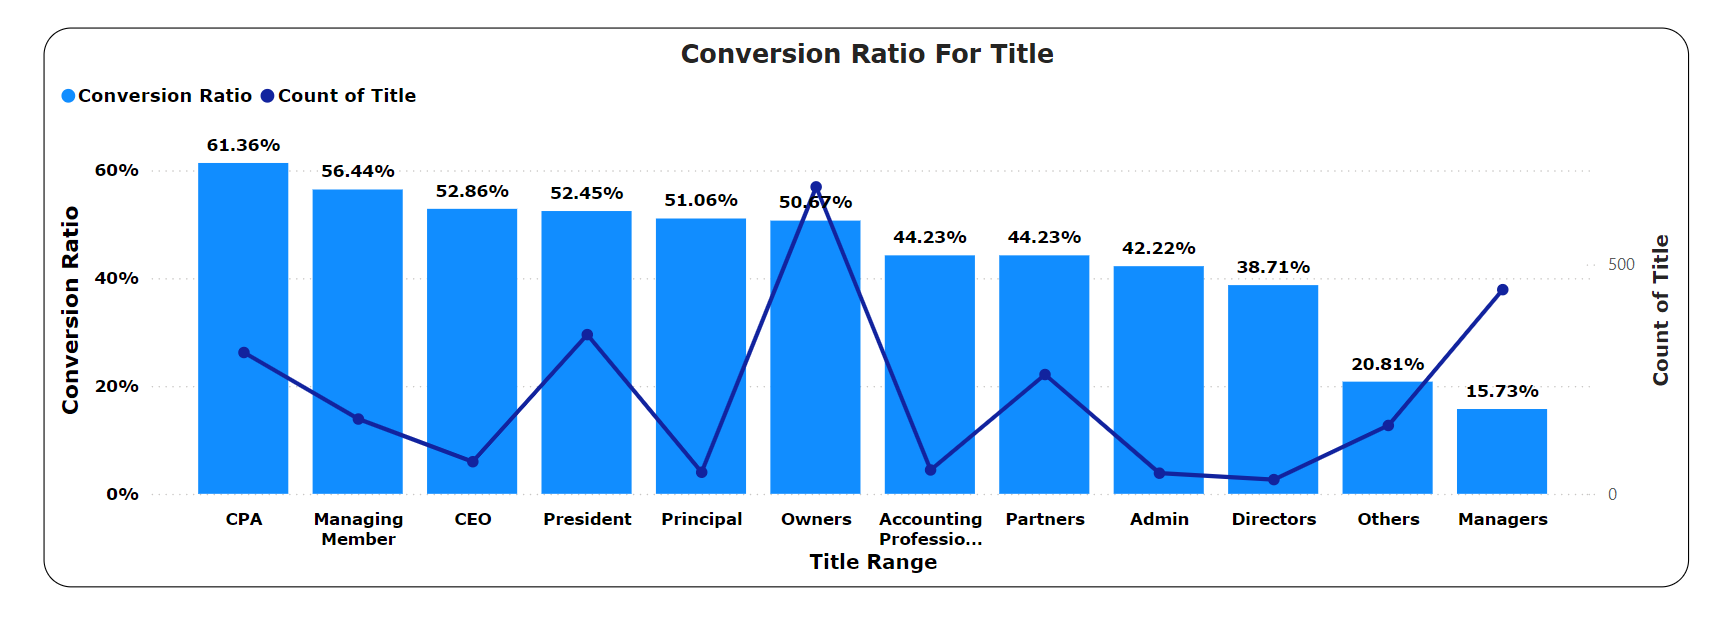 Conversion Ratio For Title
Conversion Ratio Count of Title
61.36%
56.44%
52.86%
52.45%
51.06%
50.67%
44.23%
44.23%
42.22%
38.71%
20.81%
15.73%
60%
40%
20%
0%
Conversion Ratio
500
0
Count of Title
CPA
Managing
Member
CEO
President
Principal
Owners
Accounting
Professio...
Partners
Admin
Directors
Others
Managers
Title Range